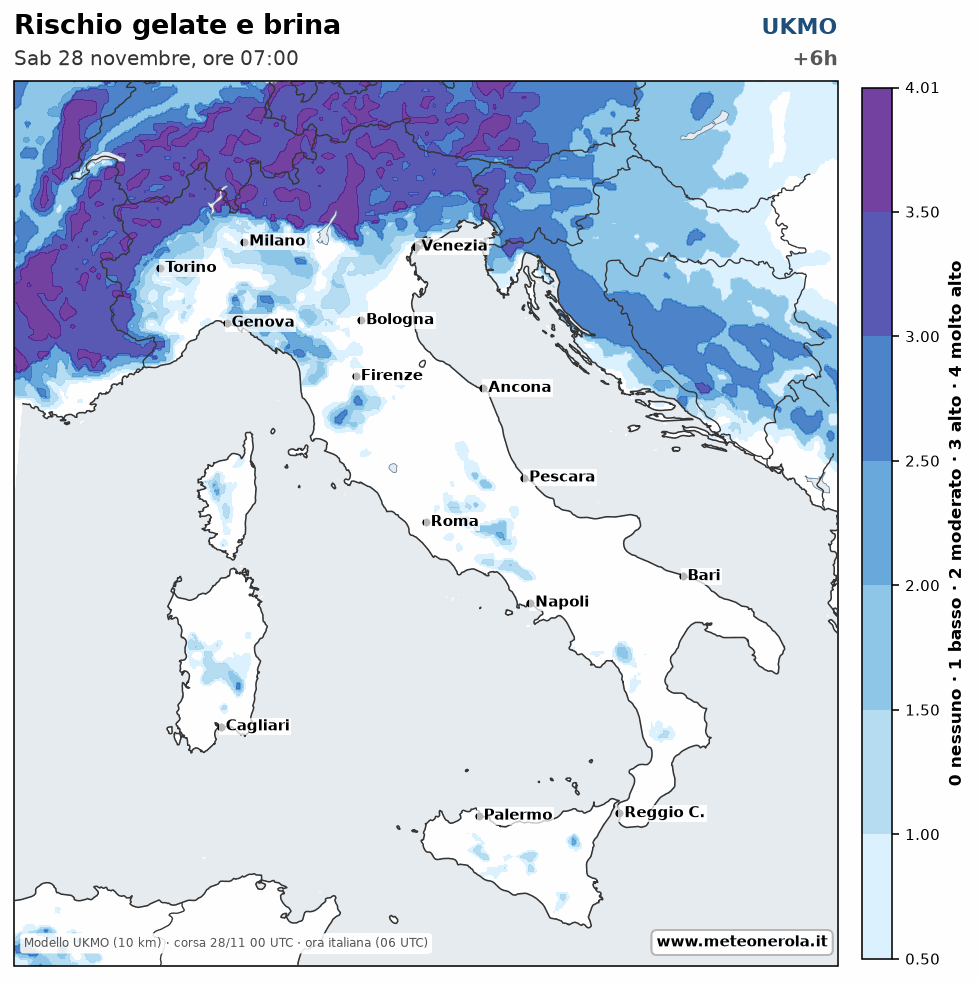 Rischio gelate e brina
UKMO
Sab 28 novembre, ore 07:00
+6h
4.01
3.50
3.00
2.50
2.00
1.50
1.00
0.50
0 nessuno · 1 basso · 2 moderato · 3 alto · 4 molto alto
Milano
Venezia
Torino
Genova
Bologna
Firenze
Ancona
Pescara
Roma
Bari
Napoli
Cagliari
Palermo
Reggio C.
Modello UKMO (10 km) · corsa 28/11 00 UTC · ora italiana (06 UTC)
www.meteonerola.it